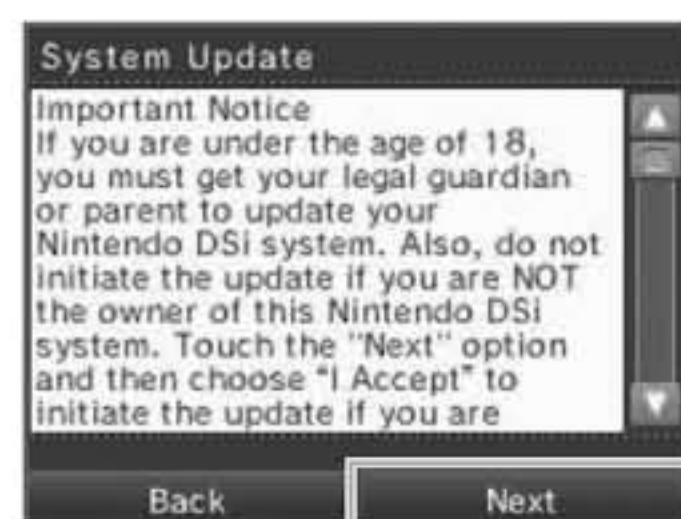 System Update
Important Notice
If you are under the age of 18,
you must get your legal guardian
or parent to update your
Nintendo DSi system. Also, do not
initiate the update if you are NOT
the owner of this Nintendo DSi
system. Touch the "Next" option
and then choose "I Accept" to
initiate the update if you are
Back
Next